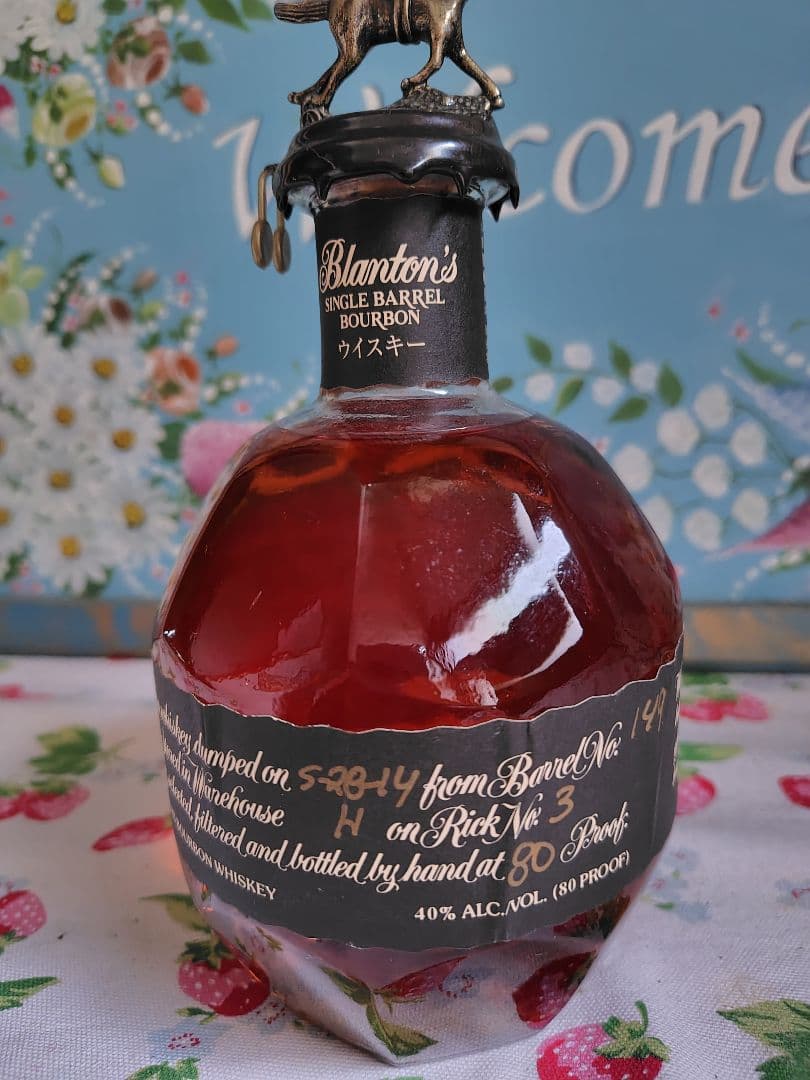 Welcome
Blanton's
SINGLE BARREL
BOURBON
ウイスキー
whiskey dumped on 5-28-14 from Barrel No. 149
in Warehouse H on Rick No. 3
filtered and bottled by hand at 80 Proof.
BOURBON WHISKEY
40% ALC./VOL. (80 PROOF)